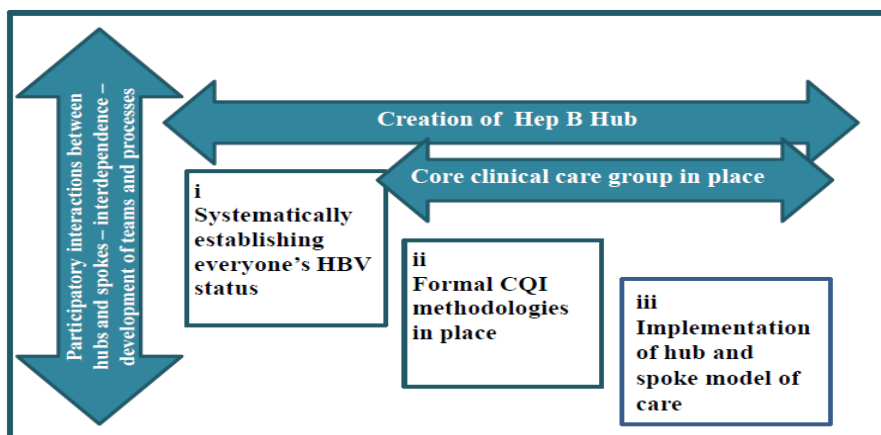 Participatory interactions between
hubs and spokes – interdependence –
development of teams and processes
Creation of Hep B Hub
Core clinical care group in place
i
Systematically
establishing
everyone's HBV
status
ii
Formal CQI
methodologies
in place
iii
Implementation
of hub and
spoke model of
care